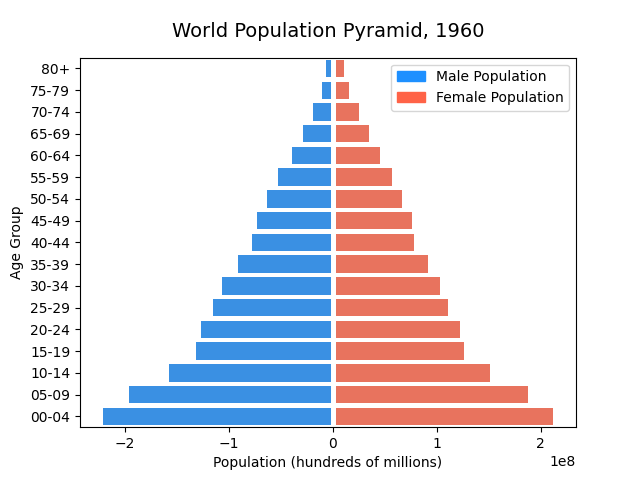 World Population Pyramid, 1960
Male Population
Female Population
Age Group
80+
75-79
70-74
65-69
60-64
55-59
50-54
45-49
40-44
35-39
30-34
25-29
20-24
15-19
10-14
05-09
00-04
−2 −1 0 1 2
1e8
Population (hundreds of millions)